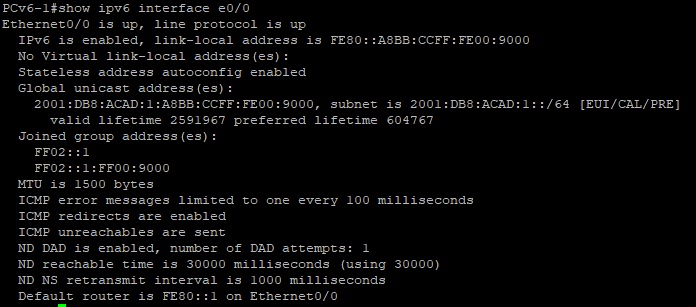 PCv6-1#show ipv6 interface e0/0
Ethernet0/0 is up, line protocol is up
IPv6 is enabled, link-local address is FE80::A8BB:CCFF:FE00:9000
No Virtual link-local address(es):
Stateless address autoconfig enabled
Global unicast address(es):
2001:DB8:ACAD:1:A8BB:CCFF:FE00:9000, subnet is 2001:DB8:ACAD:1::/64 [EUI/CAL/PRE]
valid lifetime 2591967 preferred lifetime 604767
Joined group address(es):
FF02::1
FF02::1:FF00:9000
MTU is 1500 bytes
ICMP error messages limited to one every 100 milliseconds
ICMP redirects are enabled
ICMP unreachables are sent
ND DAD is enabled, number of DAD attempts: 1
ND reachable time is 30000 milliseconds (using 30000)
ND NS retransmit interval is 1000 milliseconds
Default router is FE80::1 on Ethernet0/0